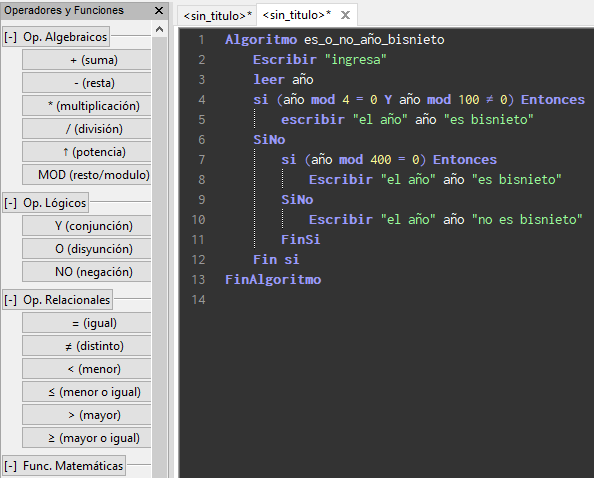 Operadores y Funciones
[-] Op. Algebraicos
+ (suma)
- (resta)
* (multiplicación)
/ (división)
↑ (potencia)
MOD (resto/modulo)
[-] Op. Lógicos
Y (conjunción)
O (disyunción)
NO (negación)
[-] Op. Relacionales
= (igual)
≠ (distinto)
< (menor)
≤ (menor o igual)
> (mayor)
≥ (mayor o igual)
[-] Func. Matemáticas
<sin_titulo>* <sin_titulo>*
1 Algoritmo es_o_no_año_bisnieto
2 Escribir "ingresa"
3 leer año
4 si (año mod 4 = 0 Y año mod 100 ≠ 0) Entonces
5 escribir "el año" año "es bisnieto"
6 SiNo
7 si (año mod 400 = 0) Entonces
8 Escribir "el año" año "es bisnieto"
9 SiNo
10 Escribir "el año" año "no es bisnieto"
11 FinSi
12 Fin si
13 FinAlgoritmo
14